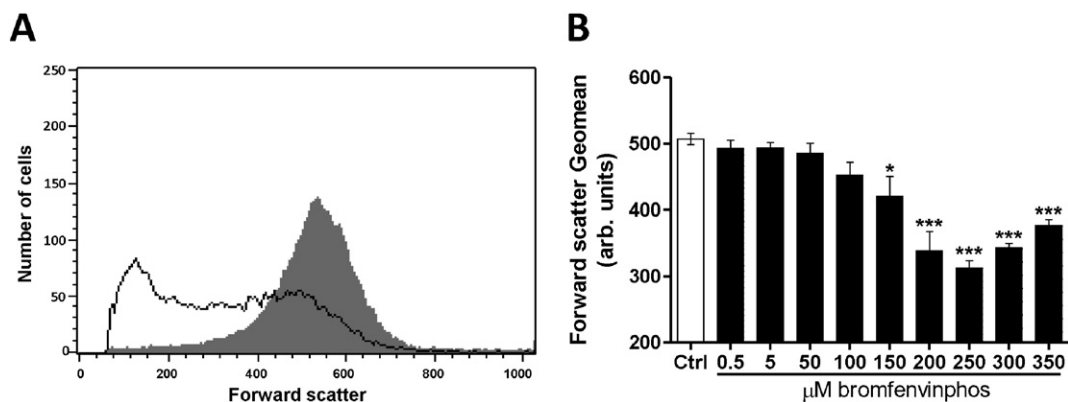 A
Number of cells
250
200
150
100
50
0
0 200 400 600 800 1000
Forward scatter
B
Forward scatter Geomean
(arb. units)
600
500
400
300
200
*
***
***
***
***
Ctrl 0.5 5 50 100 150 200 250 300 350
µM bromfenvinphos